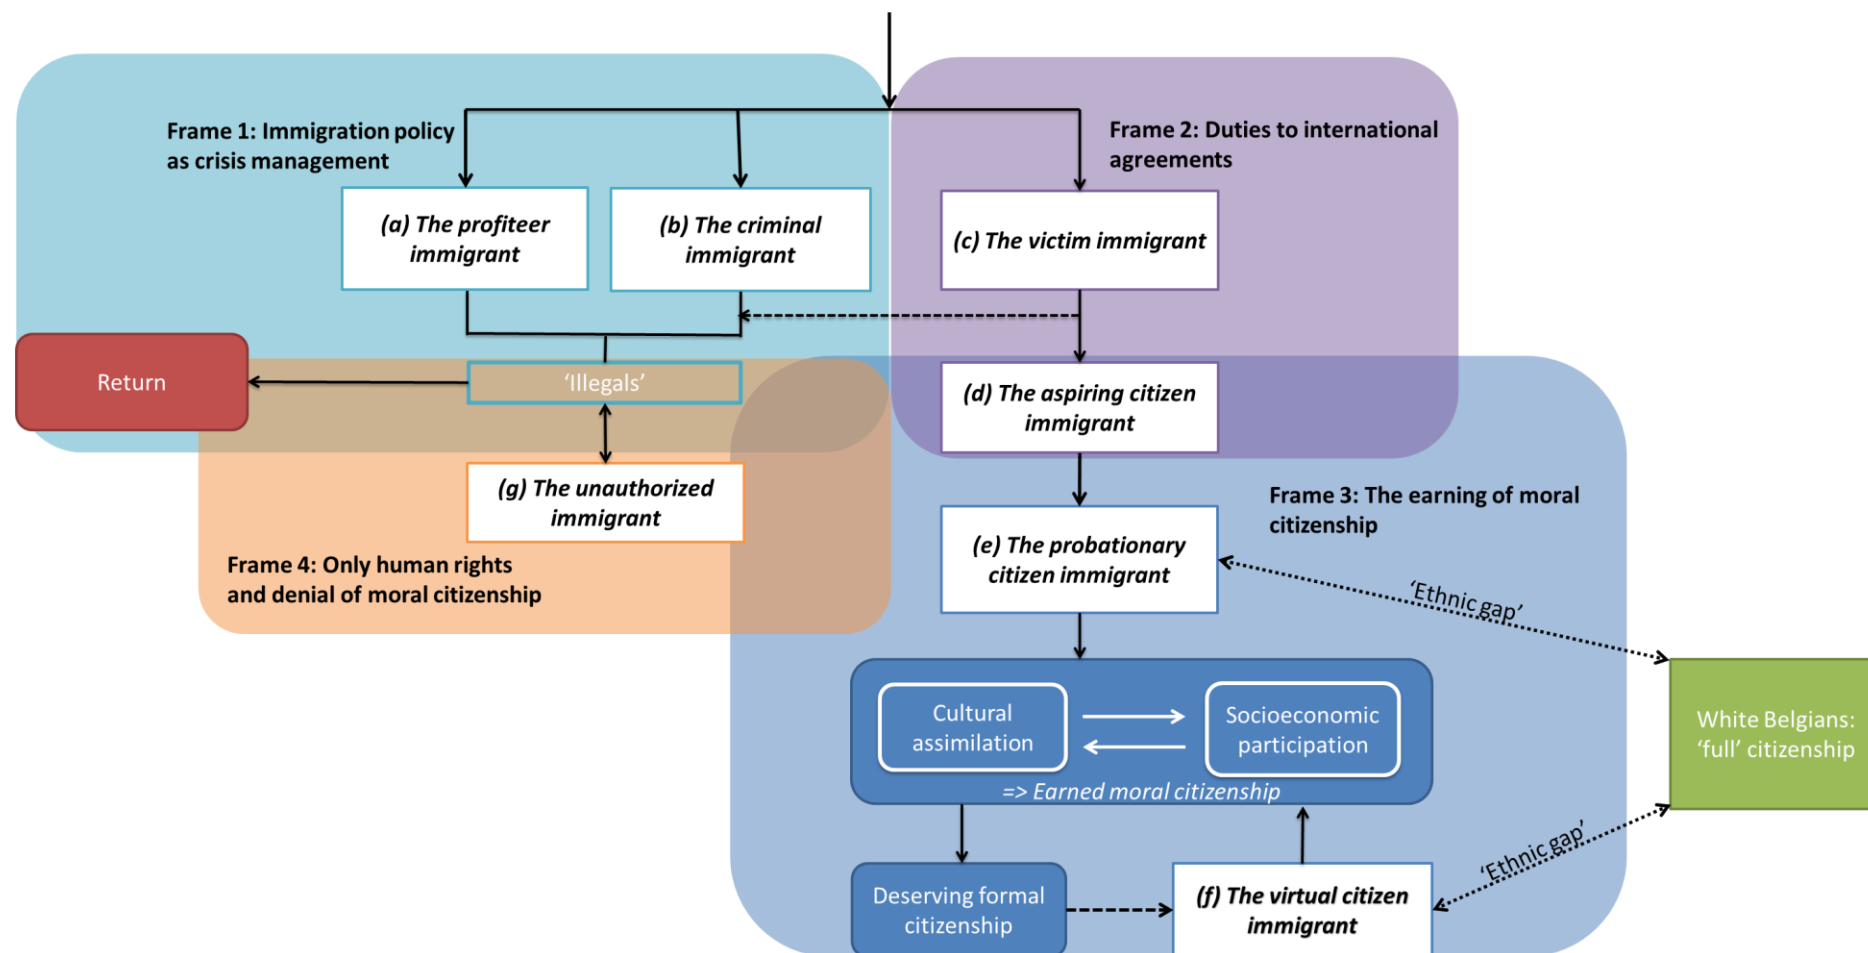 Frame 1: Immigration policy
as crisis management
Frame 2: Duties to international
agreements
(a) The profiteer
immigrant
(b) The criminal
immigrant
(c) The victim immigrant
Return
‘Illegals’
(d) The aspiring citizen
immigrant
(g) The unauthorized
immigrant
Frame 3: The earning of moral
citizenship
(e) The probationary
citizen immigrant
Frame 4: Only human rights
and denial of moral citizenship
‘Ethnic gap’
Cultural
assimilation
Socioeconomic
participation
=> Earned moral citizenship
White Belgians:
‘full’ citizenship
‘Ethnic gap’
Deserving formal
citizenship
(f) The virtual citizen
immigrant